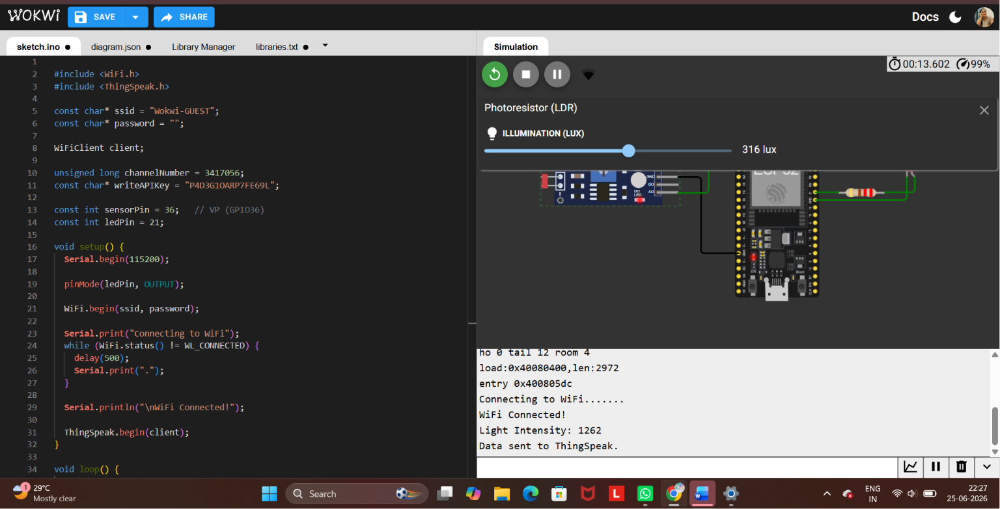 WOKWi
SAVE
SHARE
Docs
sketch.ino ●
diagram.json ●
Library Manager
libraries.txt ●
Simulation
1
2 #include <WiFi.h>
3 #include <ThingSpeak.h>
4
5 const char* ssid = "Wokwi-GUEST";
6 const char* password = "";
7
8 WiFiClient client;
9
10 unsigned long channelNumber = 3417056;
11 const char* writeAPIKey = "P4D3G1OARP7FE69L";
12
13 const int sensorPin = 36;   // VP (GPIO36)
14 const int ledPin = 21;
15
16 void setup() {
17 Serial.begin(115200);
18
19 pinMode(ledPin, OUTPUT);
20
21 WiFi.begin(ssid, password);
22
23 Serial.print("Connecting to WiFi");
24 while (WiFi.status() != WL_CONNECTED) {
25 delay(500);
26 Serial.print(".");
27 }
28
29 Serial.println("\nWiFi Connected!");
30
31 ThingSpeak.begin(client);
32 }
33
34 void loop() {
00:13.602 99%
Photoresistor (LDR)
ILLUMINATION (LUX)
316 lux
GND
DO
AO
DO
LED
ESP32
EN
Boot
ho 0 tail 12 room 4
load:0x40080400,len:2972
entry 0x400805dc
Connecting to WiFi.......
WiFi Connected!
Light Intensity: 1262
Data sent to ThingSpeak.
1
29°C
Mostly clear
Search
L
W
ENG
IN
22:27
25-06-2026